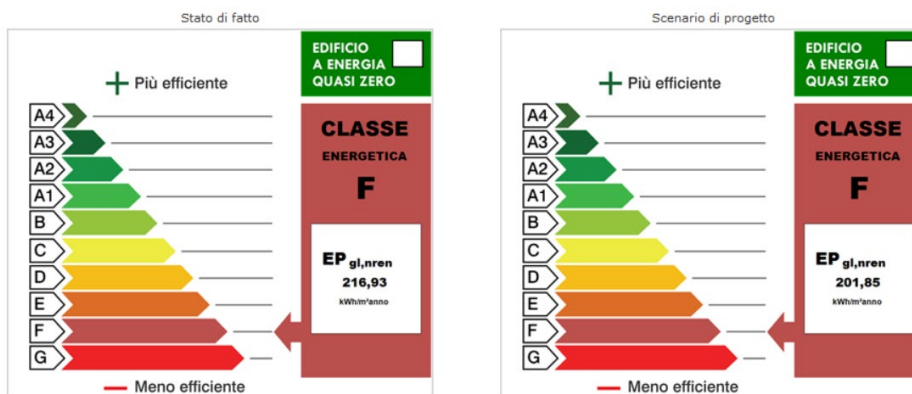 Stato di fatto
EDIFICIO
A ENERGIA
QUASI ZERO
Più efficiente
A4
A3
A2
A1
B
C
D
E
F
G
CLASSE
ENERGETICA
F
EP gl,nren
216,93
kWh/m²anno
Meno efficiente
Scenario di progetto
EDIFICIO
A ENERGIA
QUASI ZERO
Più efficiente
A4
A3
A2
A1
B
C
D
E
F
G
CLASSE
ENERGETICA
F
EP gl,nren
201,85
kWh/m²anno
Meno efficiente